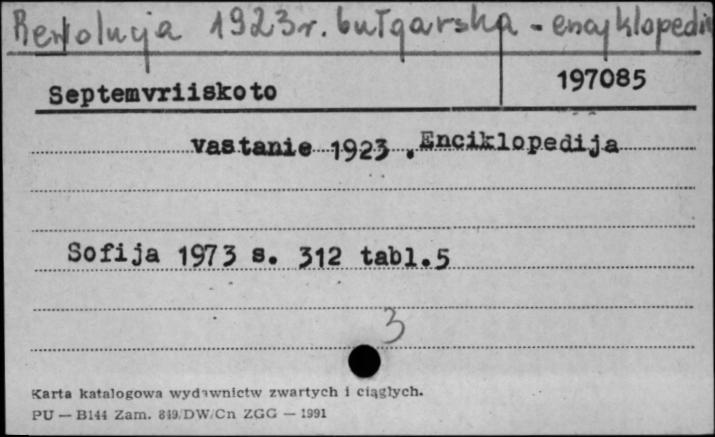 Rewolucja 1923r. bułgarska - encyklopedia
Septemvriiskoto 197085
vastanie 1923 . Enciklopedija
Sofija 1973 s. 312 tabl.5
3
Karta katalogowa wydawnictw zwartych i ciągłych.
PU — B144 Zam. 849/DW/Cn ZGG — 1991